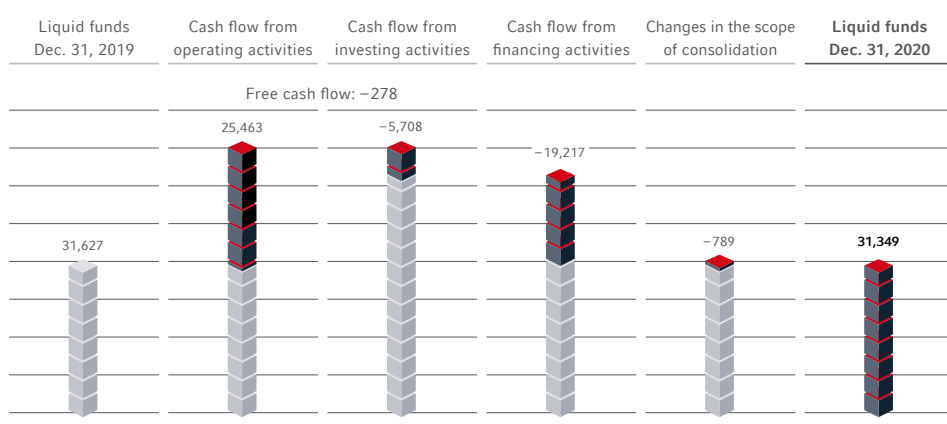 Liquid funds
Dec. 31, 2019
Cash flow from
operating activities
Cash flow from
investing activities
Cash flow from
financing activities
Changes in the scope
of consolidation
Liquid funds
Dec. 31, 2020
Free cash flow: −278
25,463
−5,708
−19,217
31,627
−789
31,349